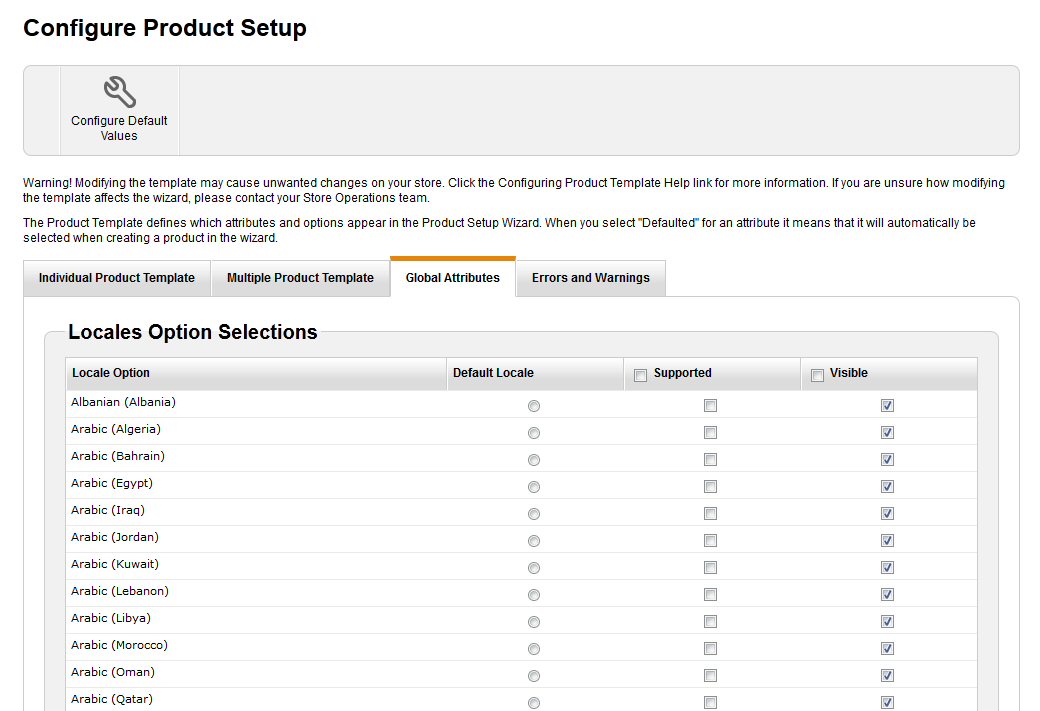 Configure Product Setup
Configure Default
Values
Warning! Modifying the template may cause unwanted changes on your store. Click the Configuring Product Template Help link for more information. If you are unsure how modifying
the template affects the wizard, please contact your Store Operations team.
The Product Template defines which attributes and options appear in the Product Setup Wizard. When you select "Defaulted" for an attribute it means that it will automatically be
selected when creating a product in the wizard.
Individual Product Template Multiple Product Template Global Attributes Errors and Warnings
Locales Option Selections
Locale Option Default Locale Supported Visible
Albanian (Albania)
Arabic (Algeria)
Arabic (Bahrain)
Arabic (Egypt)
Arabic (Iraq)
Arabic (Jordan)
Arabic (Kuwait)
Arabic (Lebanon)
Arabic (Libya)
Arabic (Morocco)
Arabic (Oman)
Arabic (Qatar)